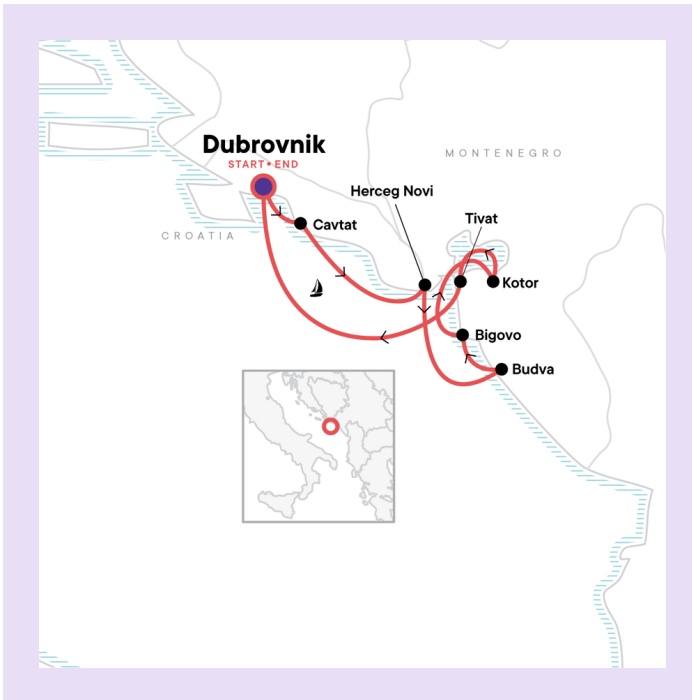 Dubrovnik
START • END
MONTENEGRO
Herceg Novi
Tivat
Cavtat
CROATIA
Kotor
Bigovo
Budva